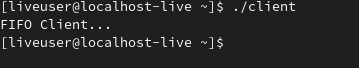 [liveuser@localhost-live ~]$ ./client
FIFO Client...
[liveuser@localhost-live ~]$